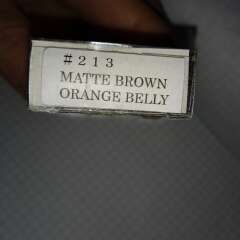 #213
MATTE BROWN
ORANGE BELLY